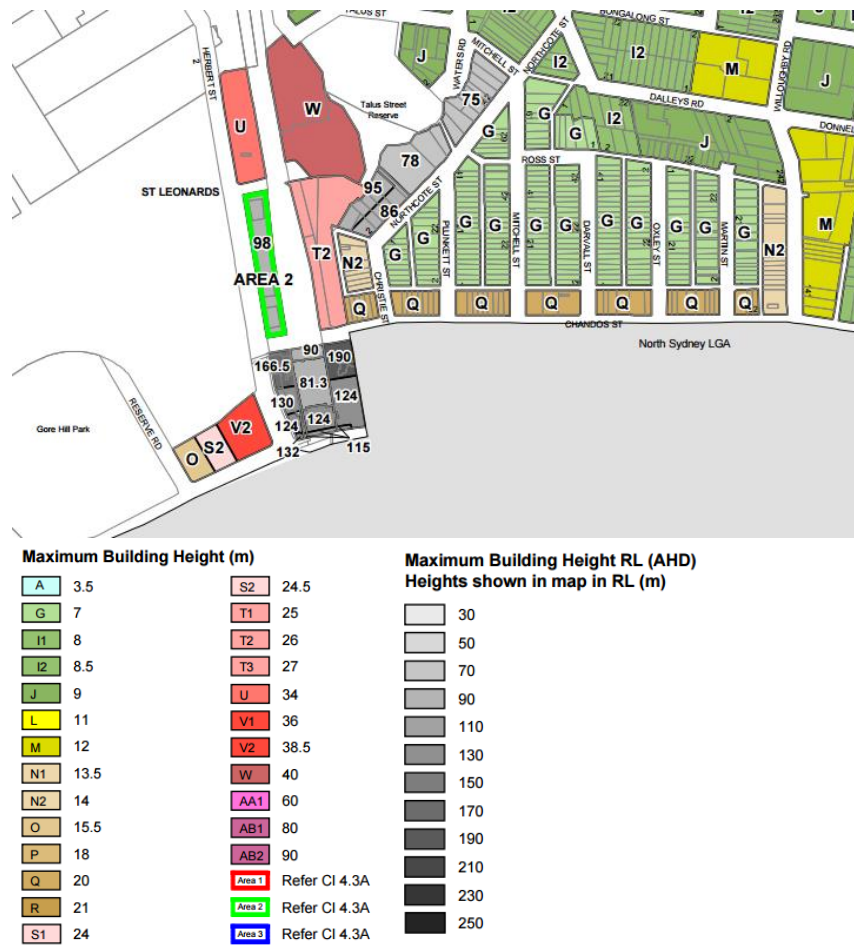 TALUS ST
I2
BONGALONG ST
HERBERT ST
2
J
WATERS RD
MITCHELL ST
NORTHCOTE ST
I2
I2
M
WILLOUGHBY RD
J
U
W
Talus Street
Reserve
75
G
DALLEYS RD
G
G
I2
J
DONNEL
78
ROSS ST
ST LEONARDS
95
86
NORTHCOTE ST
98
AREA 2
T2
N2
G
G
PLUNKETT ST
G
G
MITCHELL ST
G
G
DARVALL ST
G
G
OXLEY ST
G
G
MARTIN ST
G
N2
M
CHRISTIE ST
Q
Q
Q
Q
Q
Q
Q
CHANDOS ST
North Sydney LGA
90
166.5
190
81.3
130
124
124
124
132
115
RESERVE RD
Gore Hill Park
O
S2
V2
Maximum Building Height (m)
A 3.5
G 7
I1 8
I2 8.5
J 9
L 11
M 12
N1 13.5
N2 14
O 15.5
P 18
Q 20
R 21
S1 24
S2 24.5
T1 25
T2 26
T3 27
U 34
V1 36
V2 38.5
W 40
AA1 60
AB1 80
AB2 90
Area 1 Refer Cl 4.3A
Area 2 Refer Cl 4.3A
Area 3 Refer Cl 4.3A
Maximum Building Height RL (AHD)
Heights shown in map in RL (m)
30
50
70
90
110
130
150
170
190
210
230
250